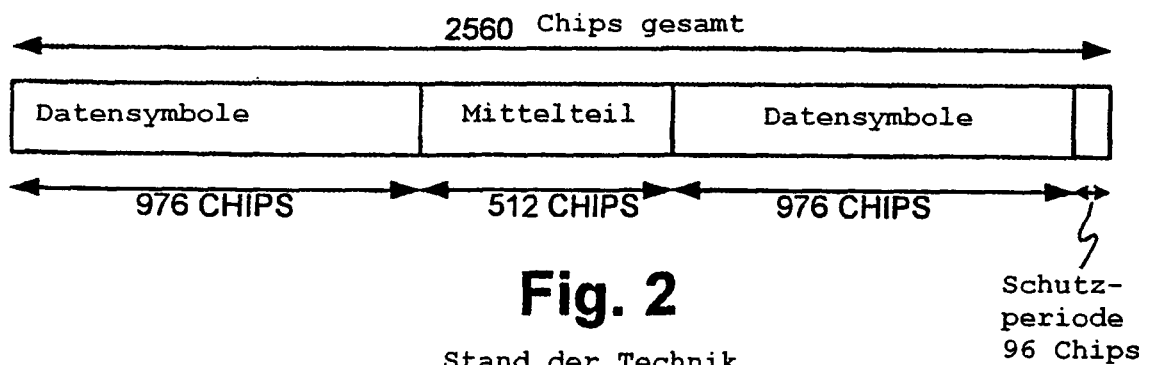 2560 Chips gesamt
Datensymbole Mittelteil Datensymbole
976 CHIPS 512 CHIPS 976 CHIPS
Schutz-
periode
96 Chips
Fig. 2
Stand der Technik